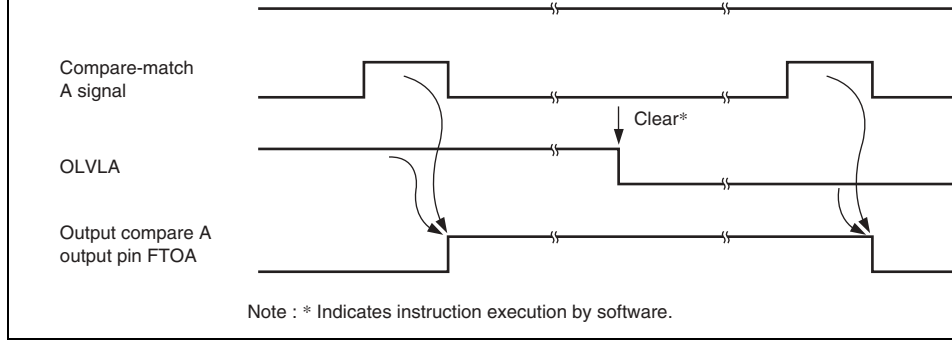 Compare-match
A signal
Clear*
OLVLA
Output compare A
output pin FTOA
Note : * Indicates instruction execution by software.